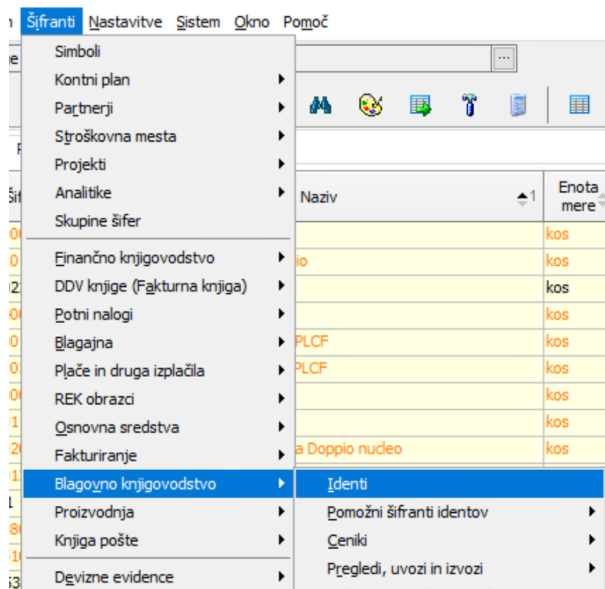 Šifranti Nastavitve Sistem Okno Pomoč
Simboli
Kontni plan
Partnerji
Stroškovna mesta
Projekti
Analitike
Skupine šifer
Finančno knjigovodstvo
DDV knjige (Fakturna knjiga)
Potni nalogi
Blagajna
Plače in druga izplačila
REK obrazci
Osnovna sredstva
Fakturiranje
Blagovno knjigovodstvo
Proizvodnja
Knjiga pošte
Devizne evidence
Identi
Pomožni šifranti identov
Ceniki
Pregledi, uvozi in izvozi
Naziv 1 Enota mere
kos
io kos
kos
kos
PLCF kos
PLCF kos
kos
kos
a Doppio nucleo kos